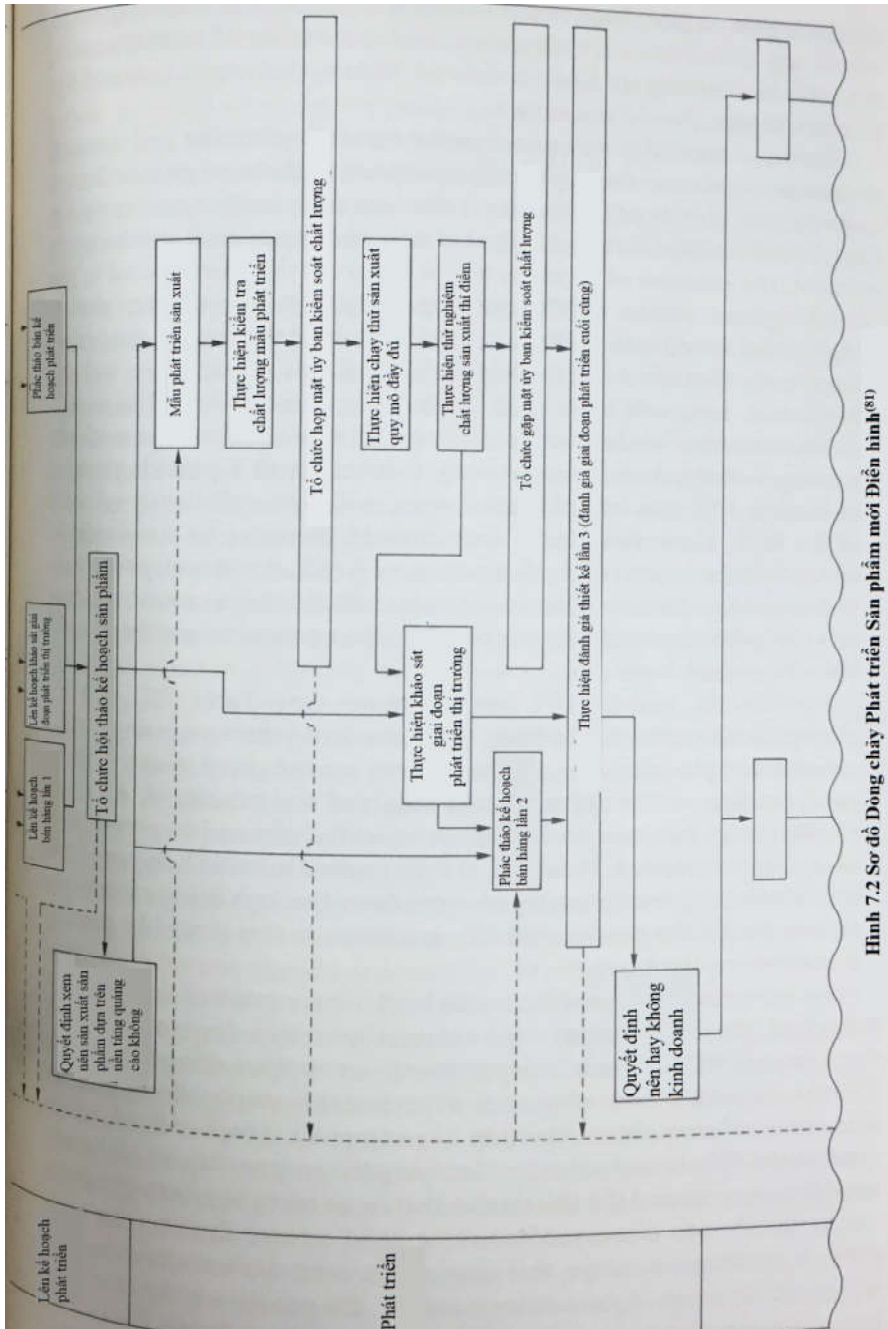 Lên kế hoạch
phát triển
Lên kế hoạch
bán hàng lần 1
Lên kế hoạch khảo sát giai
đoạn phát triển thị trường
Phác thảo bản kế
hoạch phát triển
Tổ chức hội thảo kế hoạch sản phẩm
Quyết định xem
nên sản xuất sản
phẩm dựa trên
nền tảng quảng
cáo không
Phát triển
Mẫu phát triển sản xuất
Thực hiện kiểm tra
chất lượng mẫu phát triển
Tổ chức họp mặt ủy ban kiểm soát chất lượng
Thực hiện chạy thử sản xuất
quy mô đầy đủ
Thực hiện khảo sát
giai đoạn
phát triển thị trường
Thực hiện thử nghiệm
chất lượng sản xuất thí điểm
Phác thảo kế hoạch
bán hàng lần 2
Tổ chức gặp mặt ủy ban kiểm soát chất lượng
Thực hiện đánh giá thiết kế lần 3 (đánh giá giai đoạn phát triển cuối cùng)
Quyết định
nên hay không
kinh doanh
Hình 7.2 Sơ đồ Dòng chảy Phát triển Sản phẩm mới Điển hình(81)